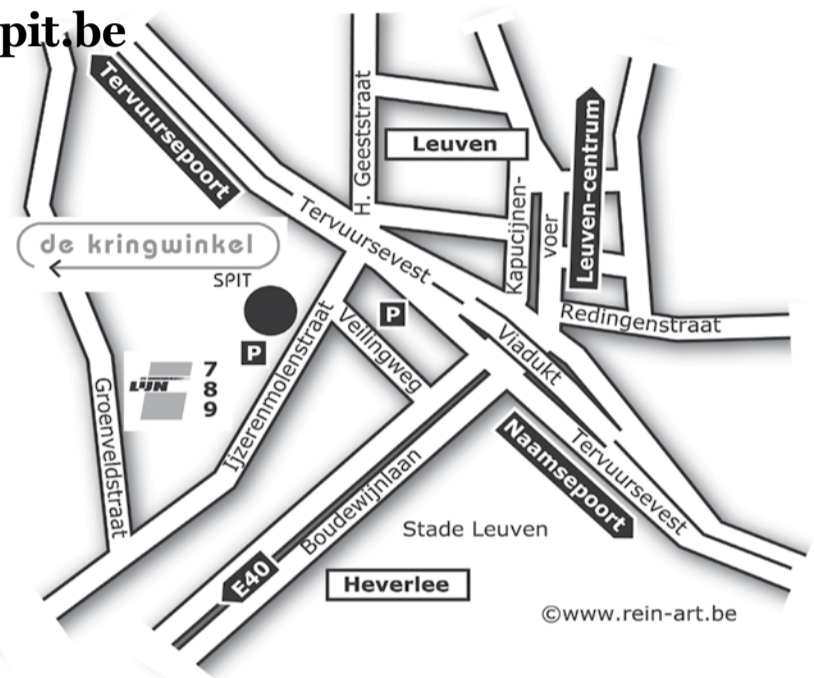 pit.be
Tervuursepoort
H. Geeststraat
Leuven
Leuven-centrum
Kapucijnen-
voer
Tervuursevest
de kringwinkel
SPIT
P
P
Veilingweg
Viadukt
Redingenstraat
LIJN
7
8
9
Ijzerenmolenstraat
Groenveldstraat
Boudewijnlaan
Naamsepoort
Tervuursevest
Stade Leuven
E40
Heverlee
©www.rein-art.be